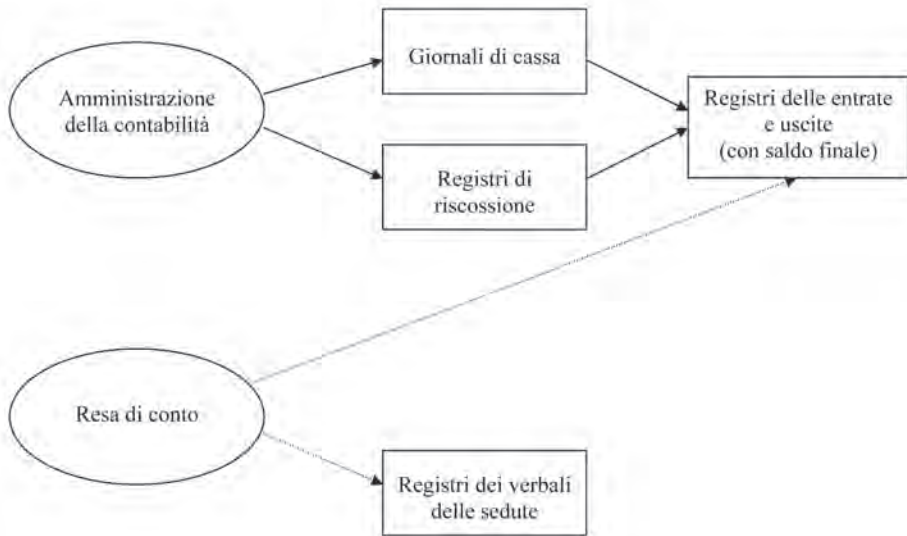 Amministrazione
della contabilità
Giornali di cassa
Registri di
riscossione
Registri delle entrate
e uscite
(con saldo finale)
Resa di conto
Registri dei verbali
delle sedute